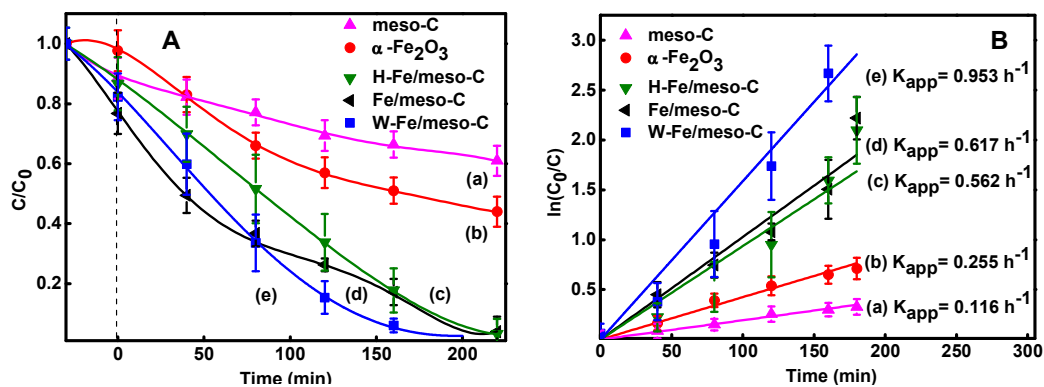 A
meso-C
α-Fe2O3
H-Fe/meso-C
Fe/meso-C
W-Fe/meso-C
C/C0
1.0
0.8
0.6
0.4
0.2
(a)
(b)
(c)
(d)
(e)
0 50 100 150 200
Time (min)
B
meso-C
α-Fe2O3
H-Fe/meso-C
Fe/meso-C
W-Fe/meso-C
ln(C0/C)
3.0
2.5
2.0
1.5
1.0
0.5
(e) Kapp= 0.953 h-1
(d) Kapp= 0.617 h-1
(c) Kapp= 0.562 h-1
(b) Kapp= 0.255 h-1
(a) Kapp= 0.116 h-1
0 50 100 150 200 250 300
Time (min)